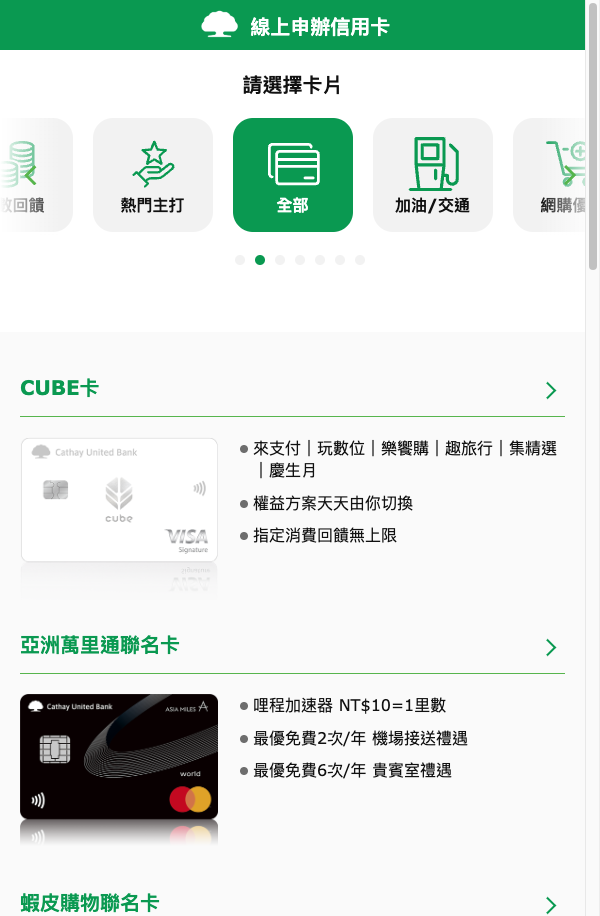 線上申辦信用卡
請選擇卡片
回饋
熱門主打
全部
加油/交通
網購優
CUBE卡
Cathay United Bank
cube
VISA
Signature
來支付｜玩數位｜樂饗購｜趣旅行｜集精選
｜慶生月
權益方案天天由你切換
指定消費回饋無上限
亞洲萬里通聯名卡
Cathay United Bank
ASIA MILES
world
哩程加速器 NT$10=1里數
最優免費2次/年 機場接送禮遇
最優免費6次/年 貴賓室禮遇
蝦皮購物聯名卡